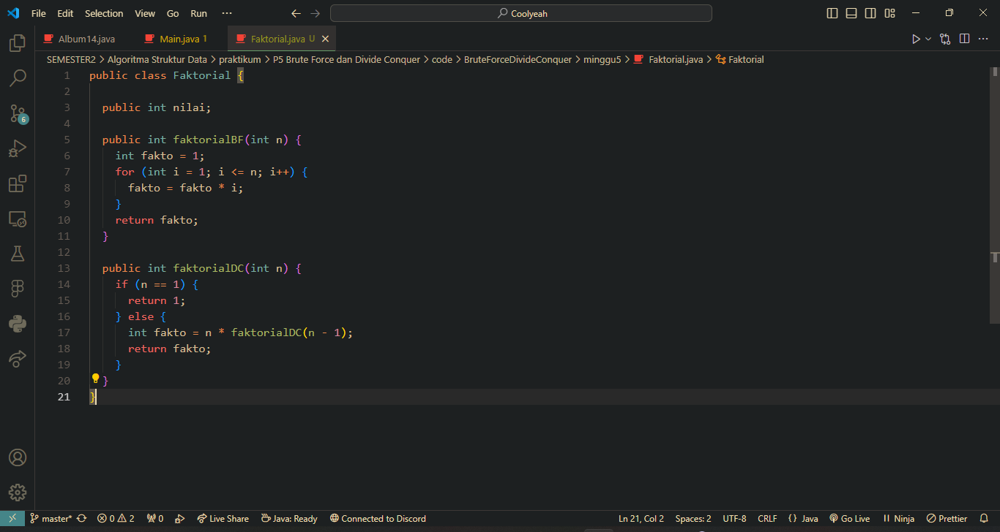 File Edit Selection View Go Run ··· ← → Coolyeah
Album14.java Main.java 1 Faktorial.java U
SEMESTER2 > Algoritma Struktur Data > praktikum > P5 Brute Force dan Divide Conquer > code > BruteForceDivideConquer > minggu5 > Faktorial.java > Faktorial
1 public class Faktorial {
2
3 public int nilai;
4
5 public int faktorialBF(int n) {
6 int fakto = 1;
7 for (int i = 1; i <= n; i++) {
8 fakto = fakto * i;
9 }
10 return fakto;
11 }
12
13 public int faktorialDC(int n) {
14 if (n == 1) {
15 return 1;
16 } else {
17 int fakto = n * faktorialDC(n - 1);
18 return fakto;
19 }
20 }
21 }
6
master* 0 2 0 Live Share Java: Ready Connected to Discord Ln 21, Col 2 Spaces: 2 UTF-8 CRLF {} Java Go Live Ninja Prettier